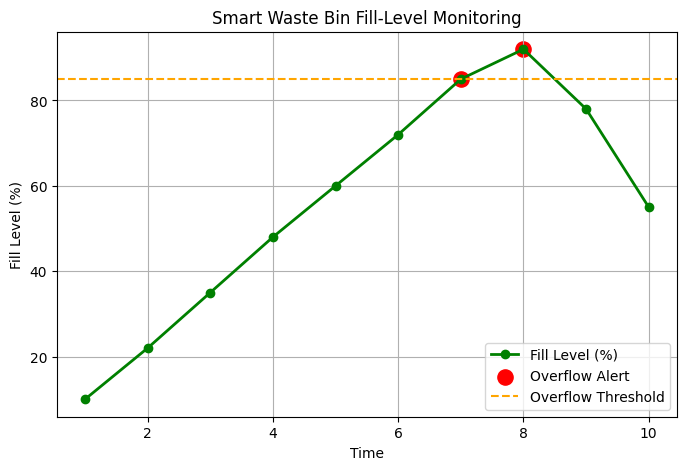 Smart Waste Bin Fill-Level Monitoring
Fill Level (%)
80
60
40
20
2
4
6
8
10
Time
Fill Level (%)
Overflow Alert
Overflow Threshold